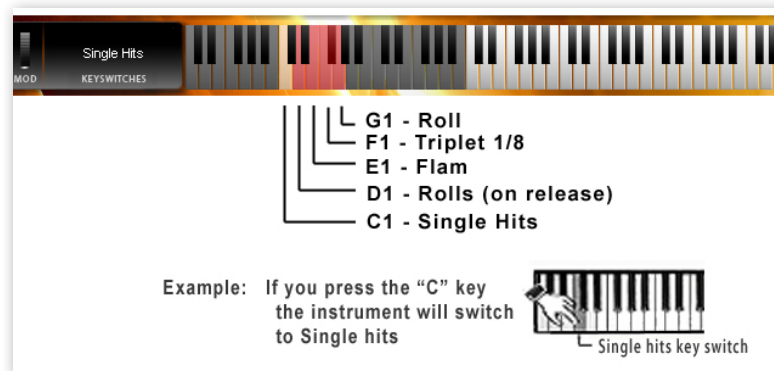 Single Hits
MOD
KEYSWITCHES
G1 - Roll
F1 - Triplet 1/8
E1 - Flam
D1 - Rolls (on release)
C1 - Single Hits
Example: If you press the “C” key
the instrument will switch
to Single hits
Single hits key switch